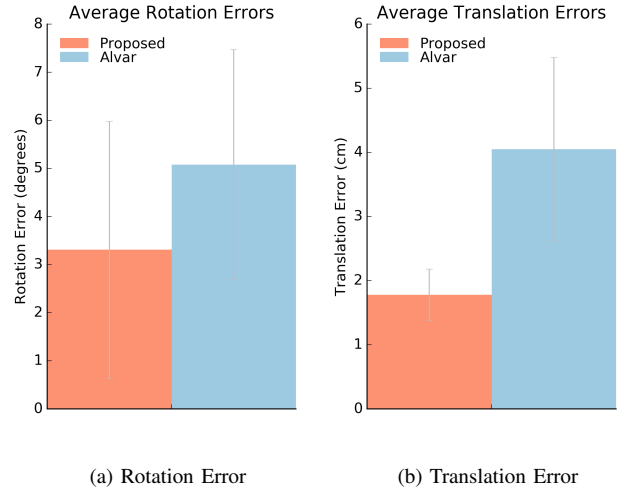 Average Rotation Errors
Proposed
Alvar
Rotation Error (degrees)
8
7
6
5
4
3
2
1
0
Average Translation Errors
Proposed
Alvar
Translation Error (cm)
6
5
4
3
2
1
0
(a) Rotation Error
(b) Translation Error